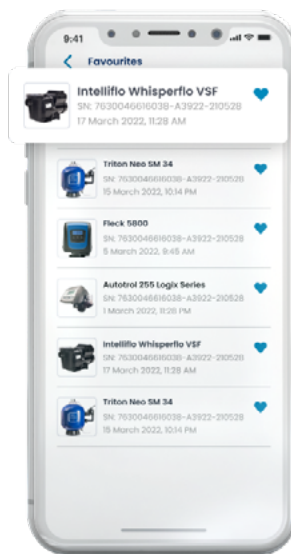 9:41
Favourites
Intelliflo Whisperflo VSF
SN: 7630046616038-A3922-210528
17 March 2022, 11:28 AM
Triton Neo SM 34
SN: 7630046616038-A3922-210528
15 March 2022, 10:14 PM
Fleck 5800
SN: 7630046616038-A3922-210528
5 March 2022, 9:45 AM
Autotrol 255 Logix Series
SN: 7630046616038-A3922-210528
1 March 2022, 11:28 PM
Intelliflo Whisperflo VSF
SN: 7630046616038-A3922-210528
17 March 2022, 11:28 AM
Triton Neo SM 34
SN: 7630046616038-A3922-210528
15 March 2022, 10:14 PM